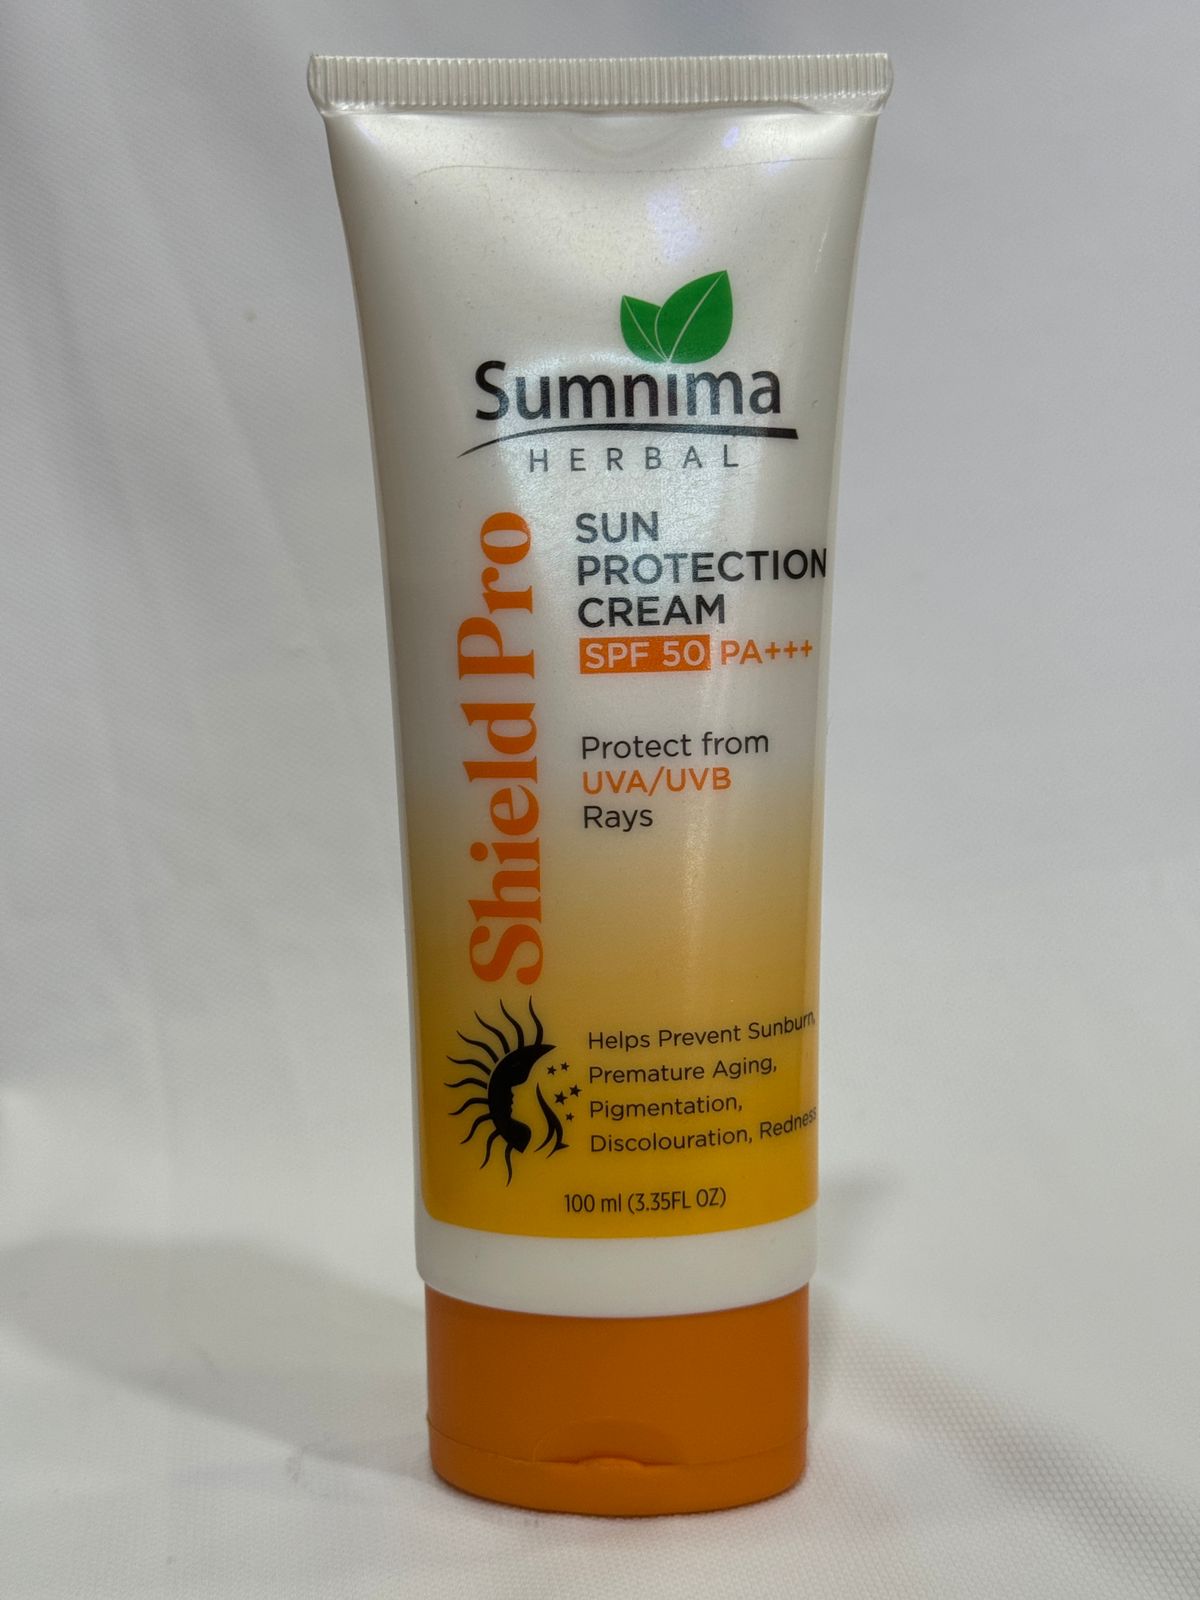 Sumnima
HERBAL
Shield Pro
SUN
PROTECTION
CREAM
SPF 50 PA+++
Protect from
UVA/UVB
Rays
Helps Prevent Sunburn,
Premature Aging,
Pigmentation,
Discolouration, Redness
100 ml (3.35FL OZ)